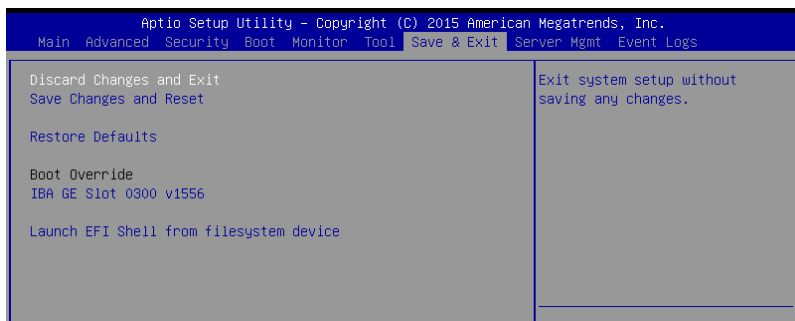 Aptio Setup Utility – Copyright (C) 2015 American Megatrends, Inc.
Main Advanced Security Boot Monitor Tool Save & Exit Server Mgmt Event Logs
Discard Changes and Exit
Save Changes and Reset
Restore Defaults
Boot Override
IBA GE Slot 0300 v1556
Launch EFI Shell from filesystem device
Exit system setup without
saving any changes.